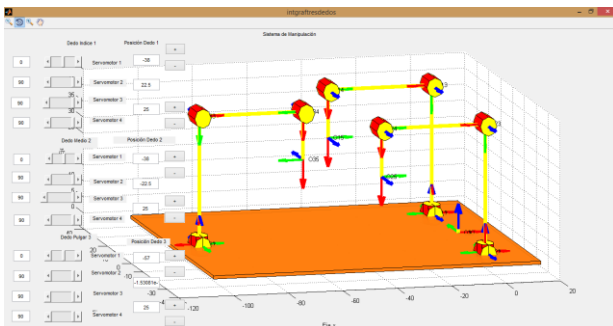 intgraftresdedos
Sistema de Manipulación
Dedo Indice 1
Posición Dedo 1
0
Servomotor 1
-38
90
Servomotor 2
22.5
90
Servomotor 3
25
90
Servomotor 4
Dedo Medio 2
Posición Dedo 2
0
Servomotor 1
-38
90
Servomotor 2
-22.5
90
Servomotor 3
25
90
Servomotor 4
Dedo Pulgar 3
Posición Dedo 3
0
Servomotor 1
-57
90
Servomotor 2
90
Servomotor 3
25
90
Servomotor 4
-120
-100
-80
-60
-40
-20
0
20